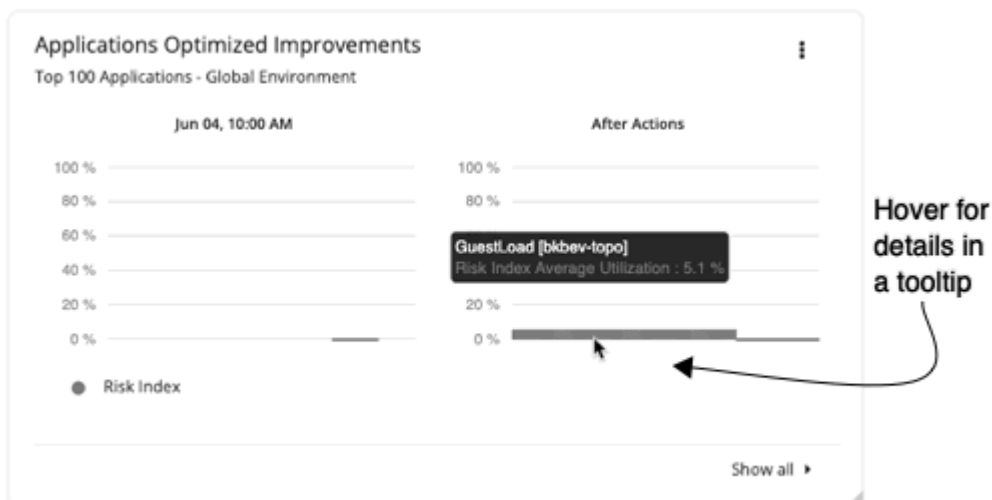 Applications Optimized Improvements
Top 100 Applications - Global Environment
Jun 04, 10:00 AM
100 %
80 %
60 %
40 %
20 %
0 %
After Actions
100 %
80 %
GuestLoad [bkbev-topo]
Risk Index Average Utilization : 5.1 %
20 %
0 %
Risk Index
Show all
Hover for
details in
a tooltip